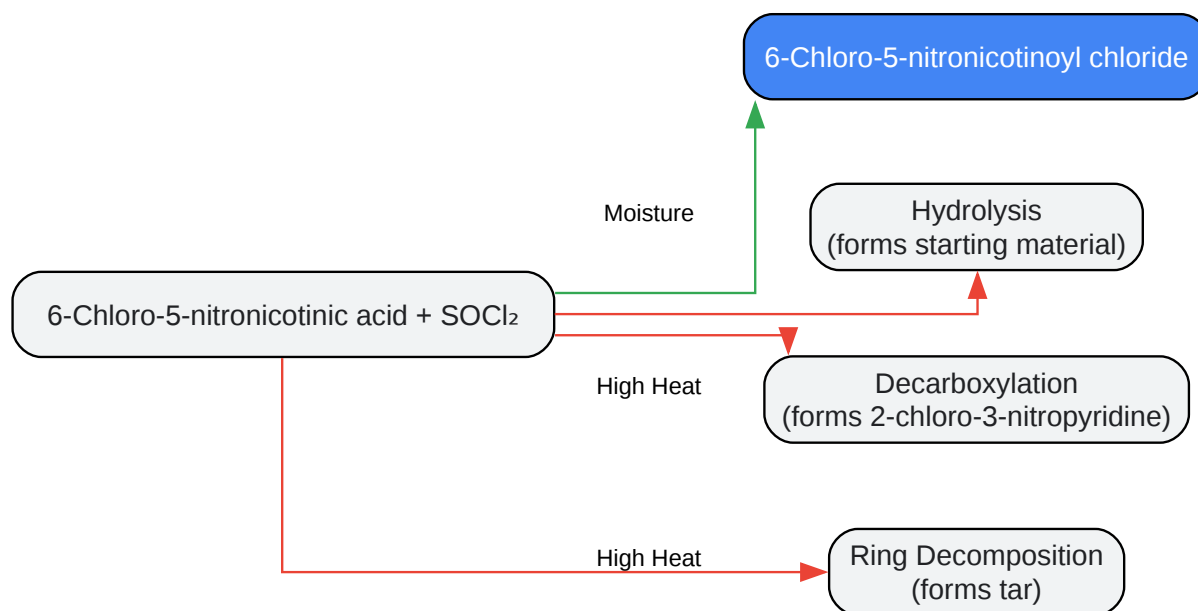 6-Chloro-5-nitronicotinoyl chloride
Moisture
Hydrolysis
(forms starting material)
6-Chloro-5-nitronicotinic acid + SOCl₂
High Heat
Decarboxylation
(forms 2-chloro-3-nitropyridine)
High Heat
Ring Decomposition
(forms tar)